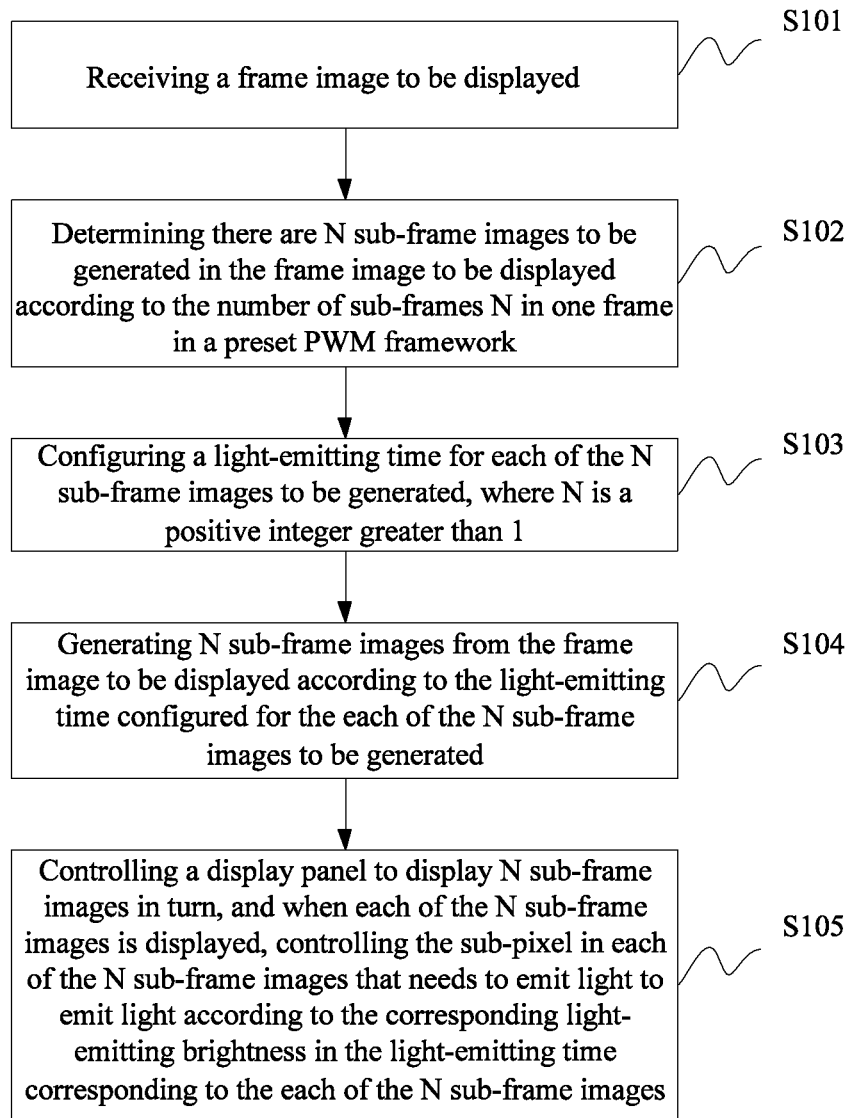 S101
Receiving a frame image to be displayed
S102
Determining there are N sub-frame images to be
generated in the frame image to be displayed
according to the number of sub-frames N in one frame
in a preset PWM framework
S103
Configuring a light-emitting time for each of the N
sub-frame images to be generated, where N is a
positive integer greater than 1
S104
Generating N sub-frame images from the frame
image to be displayed according to the light-emitting
time configured for the each of the N sub-frame
images to be generated
S105
Controlling a display panel to display N sub-frame
images in turn, and when each of the N sub-frame
images is displayed, controlling the sub-pixel in each
of the N sub-frame images that needs to emit light to
emit light according to the corresponding light-
emitting brightness in the light-emitting time
corresponding to the each of the N sub-frame images